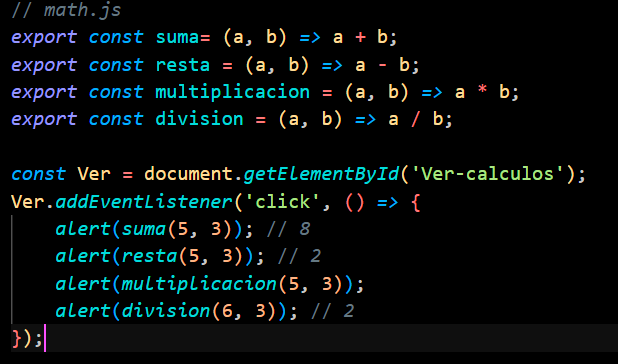 // math.js
export const suma= (a, b) => a + b;
export const resta = (a, b) => a - b;
export const multiplicacion = (a, b) => a * b;
export const division = (a, b) => a / b;
const Ver = document.getElementById('Ver-calculos');
Ver.addEventListener('click', () => {
    alert(suma(5, 3)); // 8
    alert(resta(5, 3)); // 2
    alert(multiplicacion(5, 3));
    alert(division(6, 3)); // 2
});